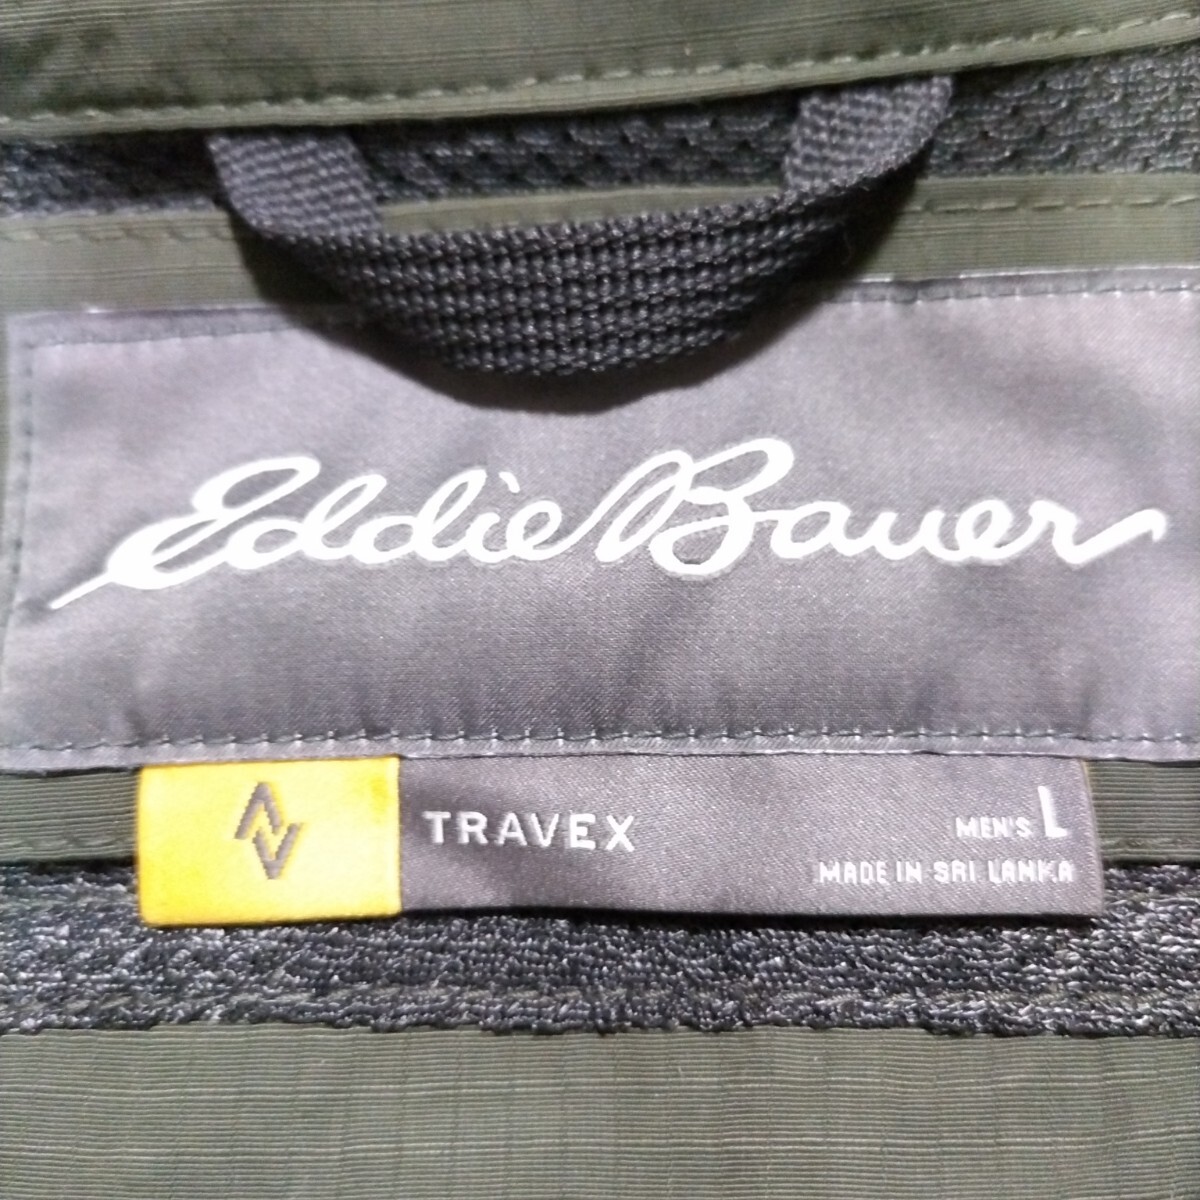 Eddie Bauer
TRAVEX
MEN'S L
MADE IN SRI LANKA